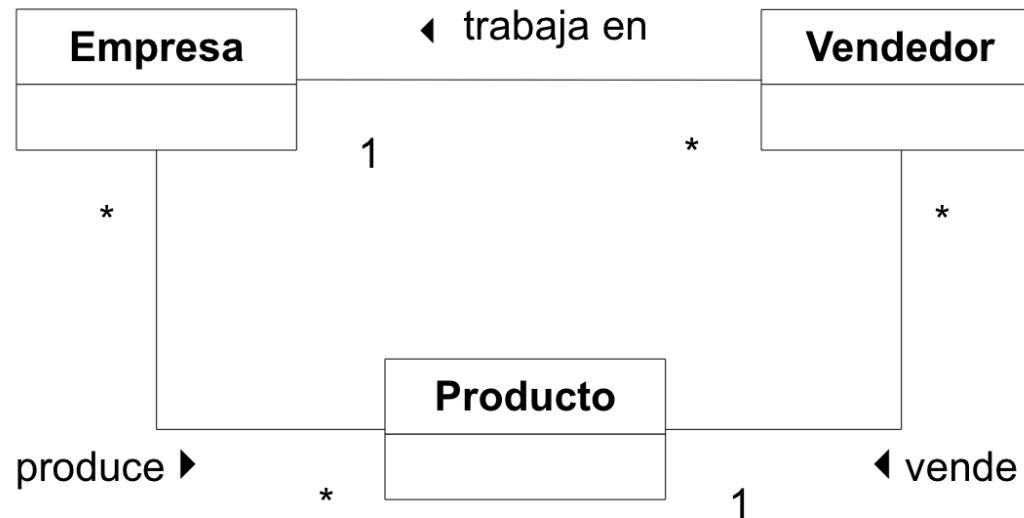 Empresa
◄ trabaja en
Vendedor
1
*
*
*
Producto
produce ►
◄ vende
*
1